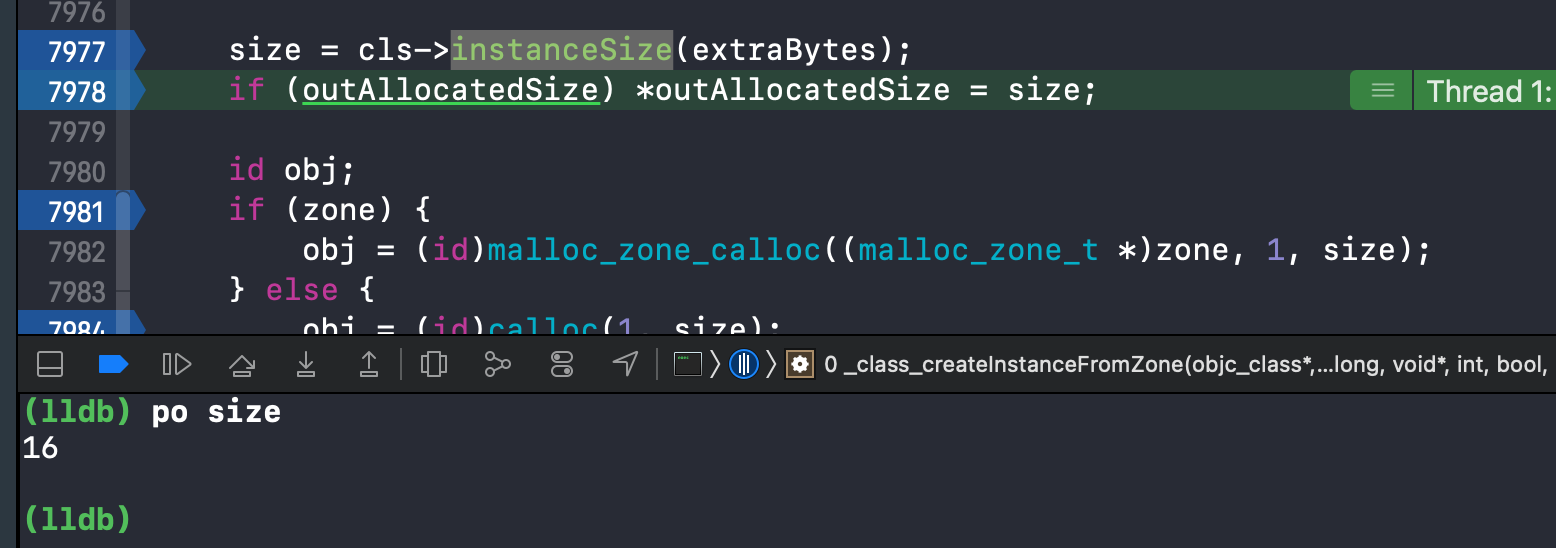 7976
7977 size = cls->instanceSize(extraBytes);
7978 if (outAllocatedSize) *outAllocatedSize = size; Thread 1:
7979
7980 id obj;
7981 if (zone) {
7982 obj = (id)malloc_zone_calloc((malloc_zone_t *)zone, 1, size);
7983 } else {
7984 obj = (id)calloc(1, size);
0 _class_createInstanceFromZone(objc_class*,...long, void*, int, bool,
(lldb) po size
16
(lldb)